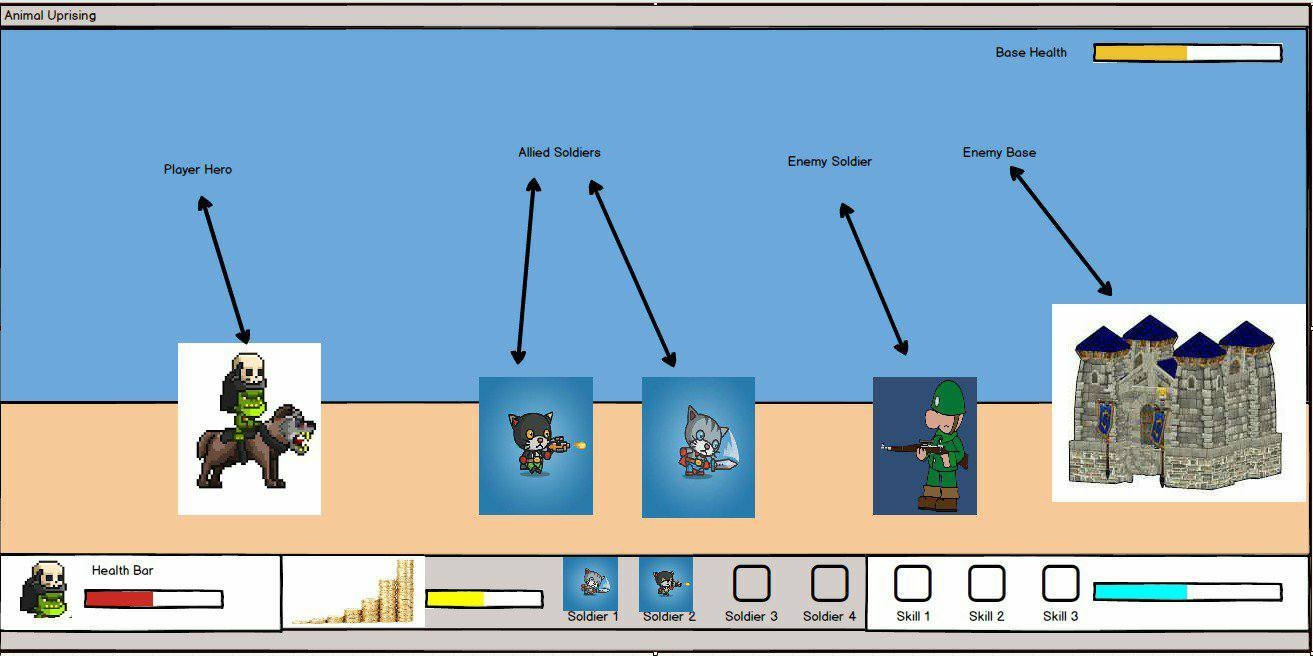 Animal Uprising
Base Health
Player Hero
Allied Soldiers
Enemy Soldier
Enemy Base
Health Bar
Soldier 1
Soldier 2
Soldier 3
Soldier 4
Skill 1
Skill 2
Skill 3